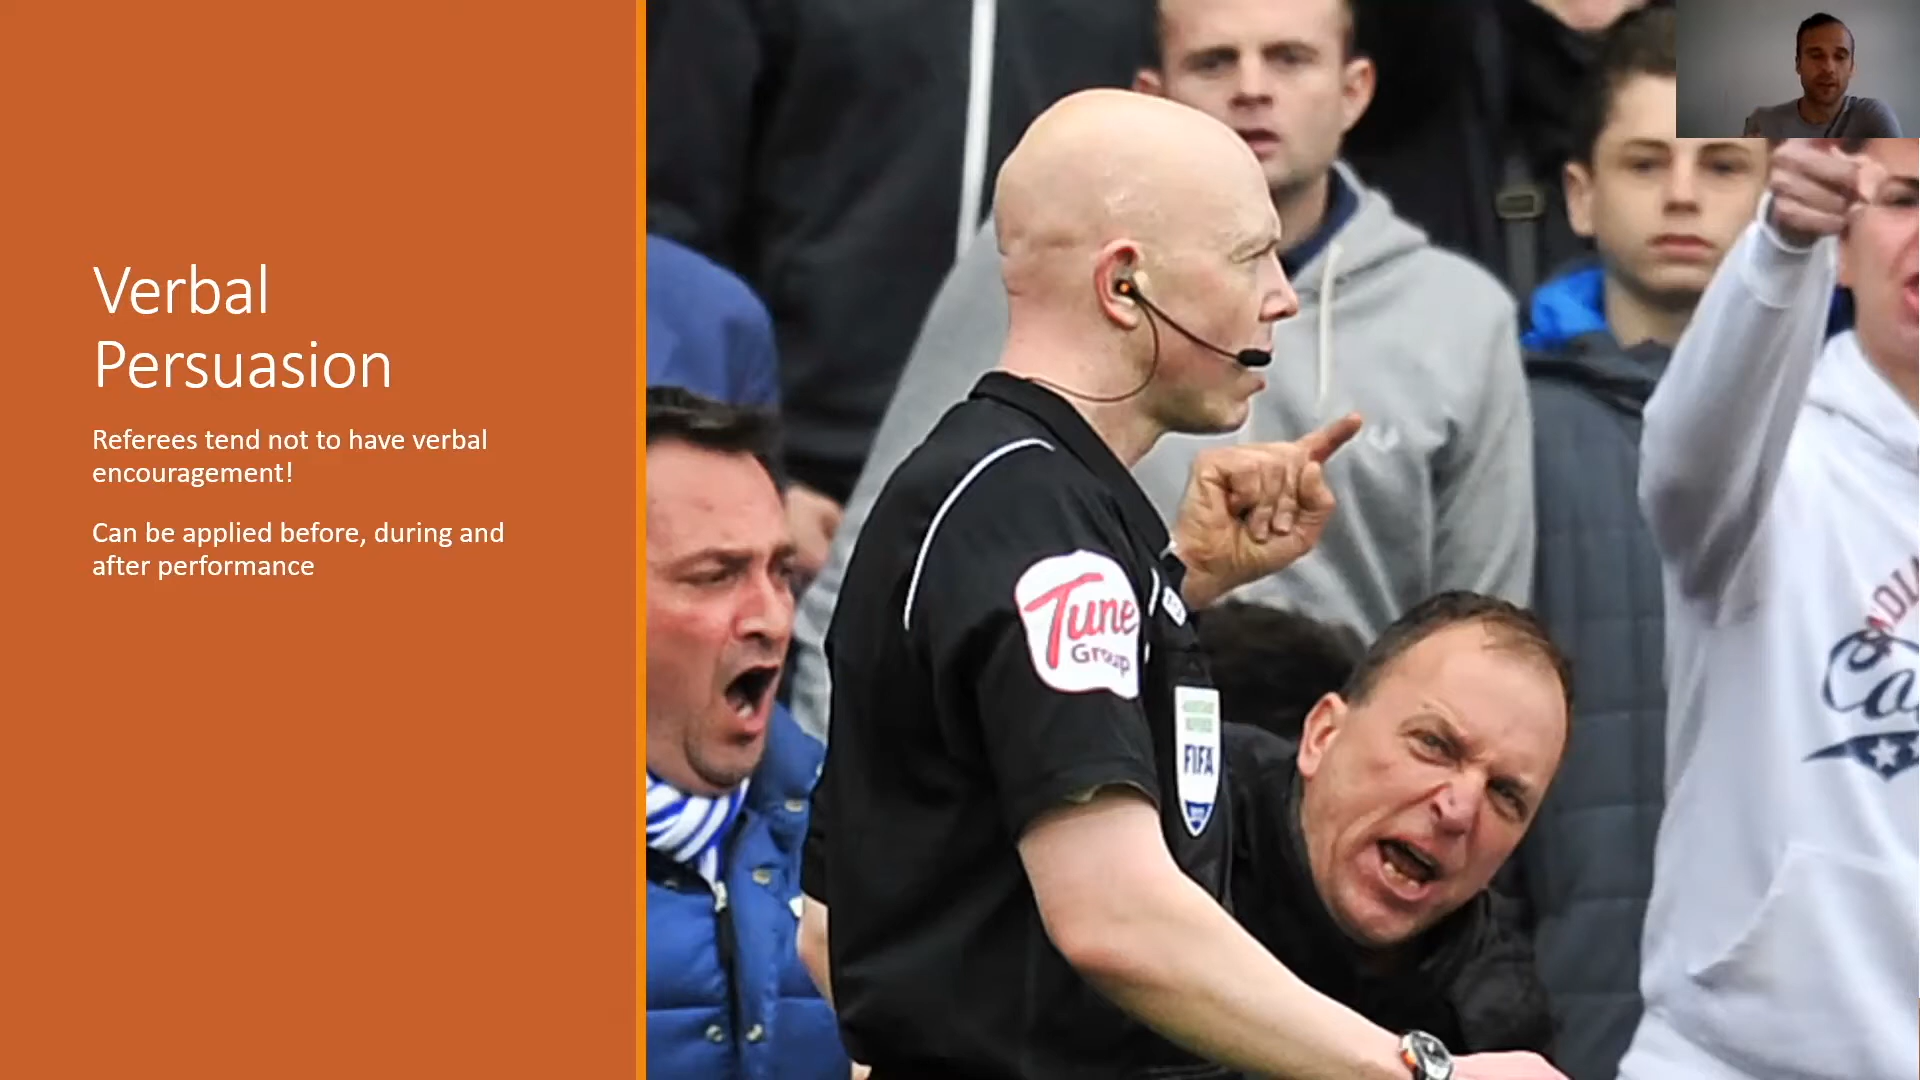 Verbal
Persuasion
Referees tend not to have verbal
encouragement!
Can be applied before, during and
after performance
Tune
Group
FIFA